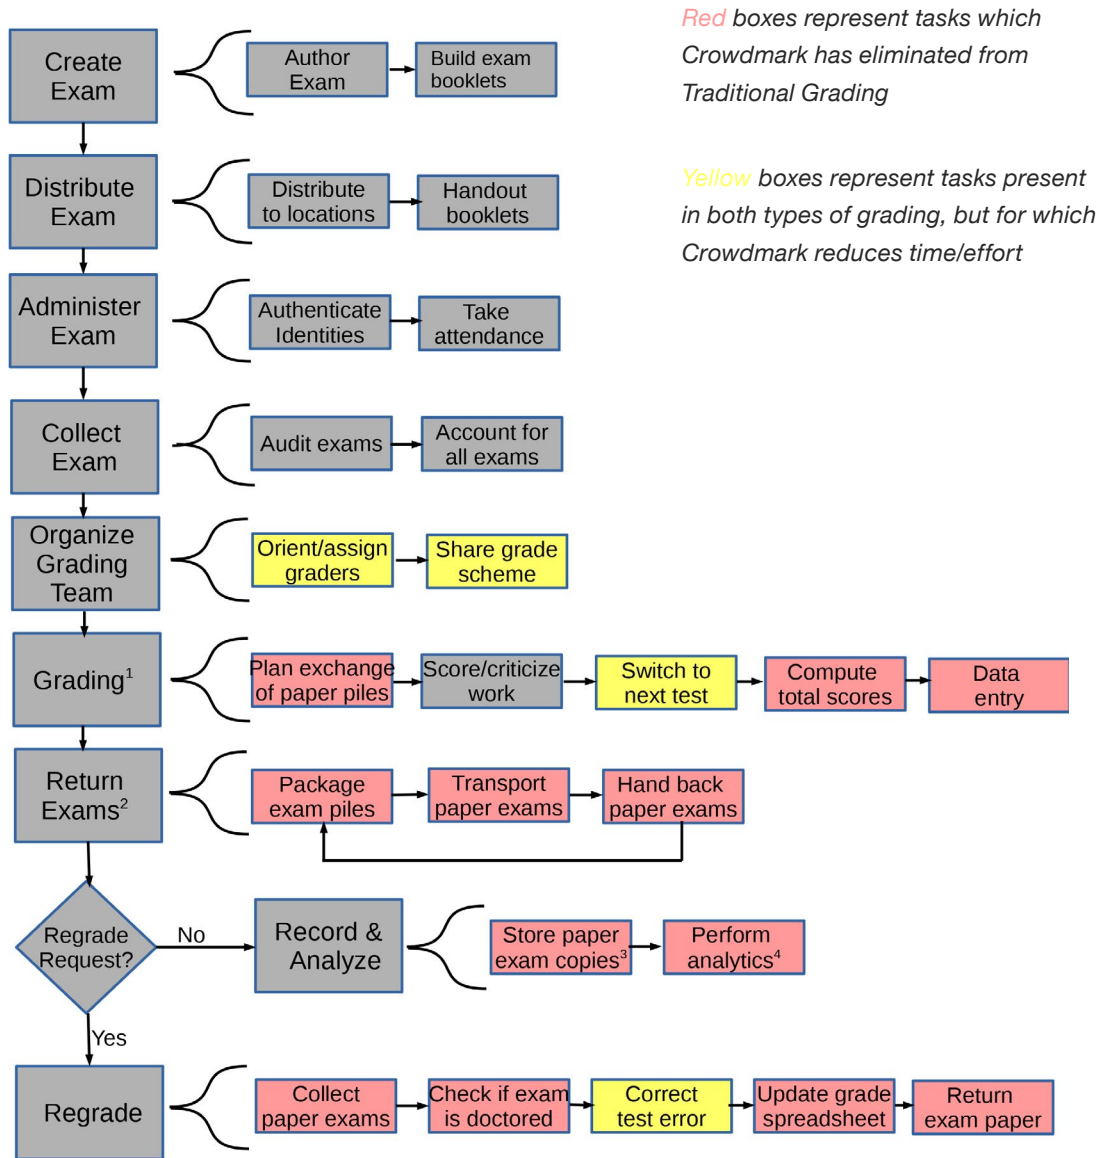 Red boxes represent tasks which
Crowdmark has eliminated from
Traditional Grading
Yellow boxes represent tasks present
in both types of grading, but for which
Crowdmark reduces time/effort
Create
Exam
Author
Exam
Build exam
booklets
Distribute
Exam
Distribute
to locations
Handout
booklets
Administer
Exam
Authenticate
Identities
Take
attendance
Collect
Exam
Audit exams
Account for
all exams
Organize
Grading
Team
Orient/assign
graders
Share grade
scheme
Grading1
Plan exchange
of paper piles
Score/criticize
work
Switch to
next test
Compute
total scores
Data
entry
Return
Exams2
Package
exam piles
Transport
paper exams
Hand back
paper exams
Regrade
Request?
No
Record &
Analyze
Store paper
exam copies3
Perform
analytics4
Yes
Regrade
Collect
paper exams
Check if exam
is doctored
Correct
test error
Update grade
spreadsheet
Return
exam paper